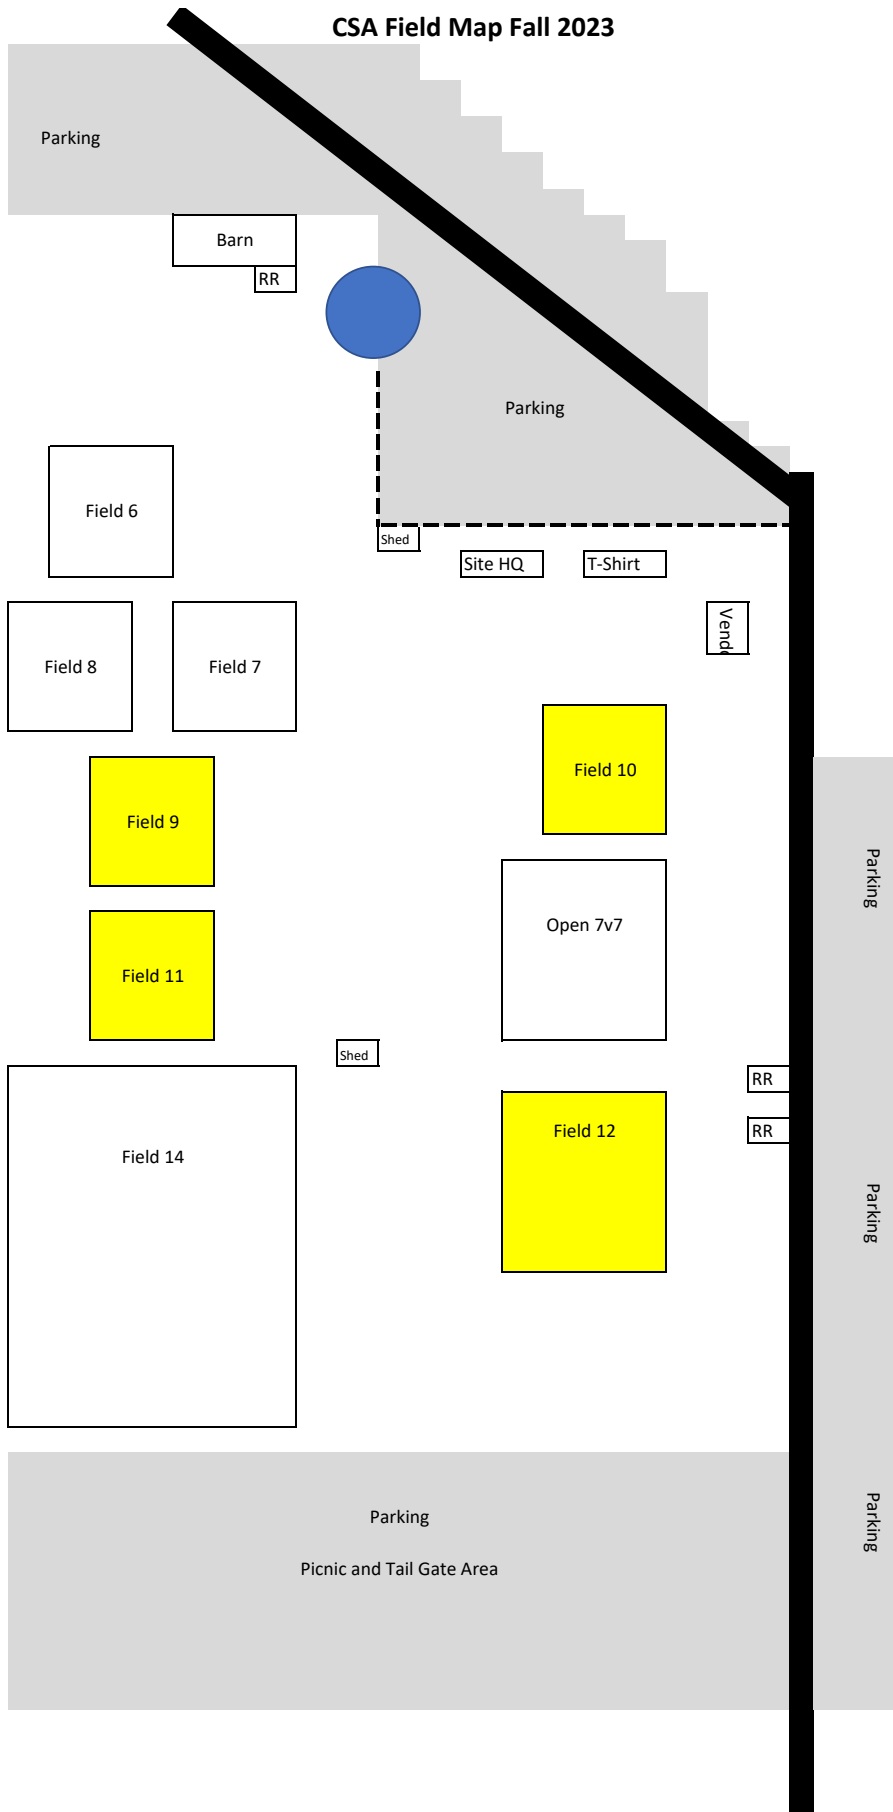 CSA Field Map Fall 2023
Parking
Barn
RR
Parking
Field 6
Shed
Site HQ
T-Shirt
Field 8
Field 7
Field 10
Field 9
Parking
Open 7v7
Field 11
Shed
RR
Field 12
RR
Field 14
Parking
Parking
Parking
Picnic and Tail Gate Area